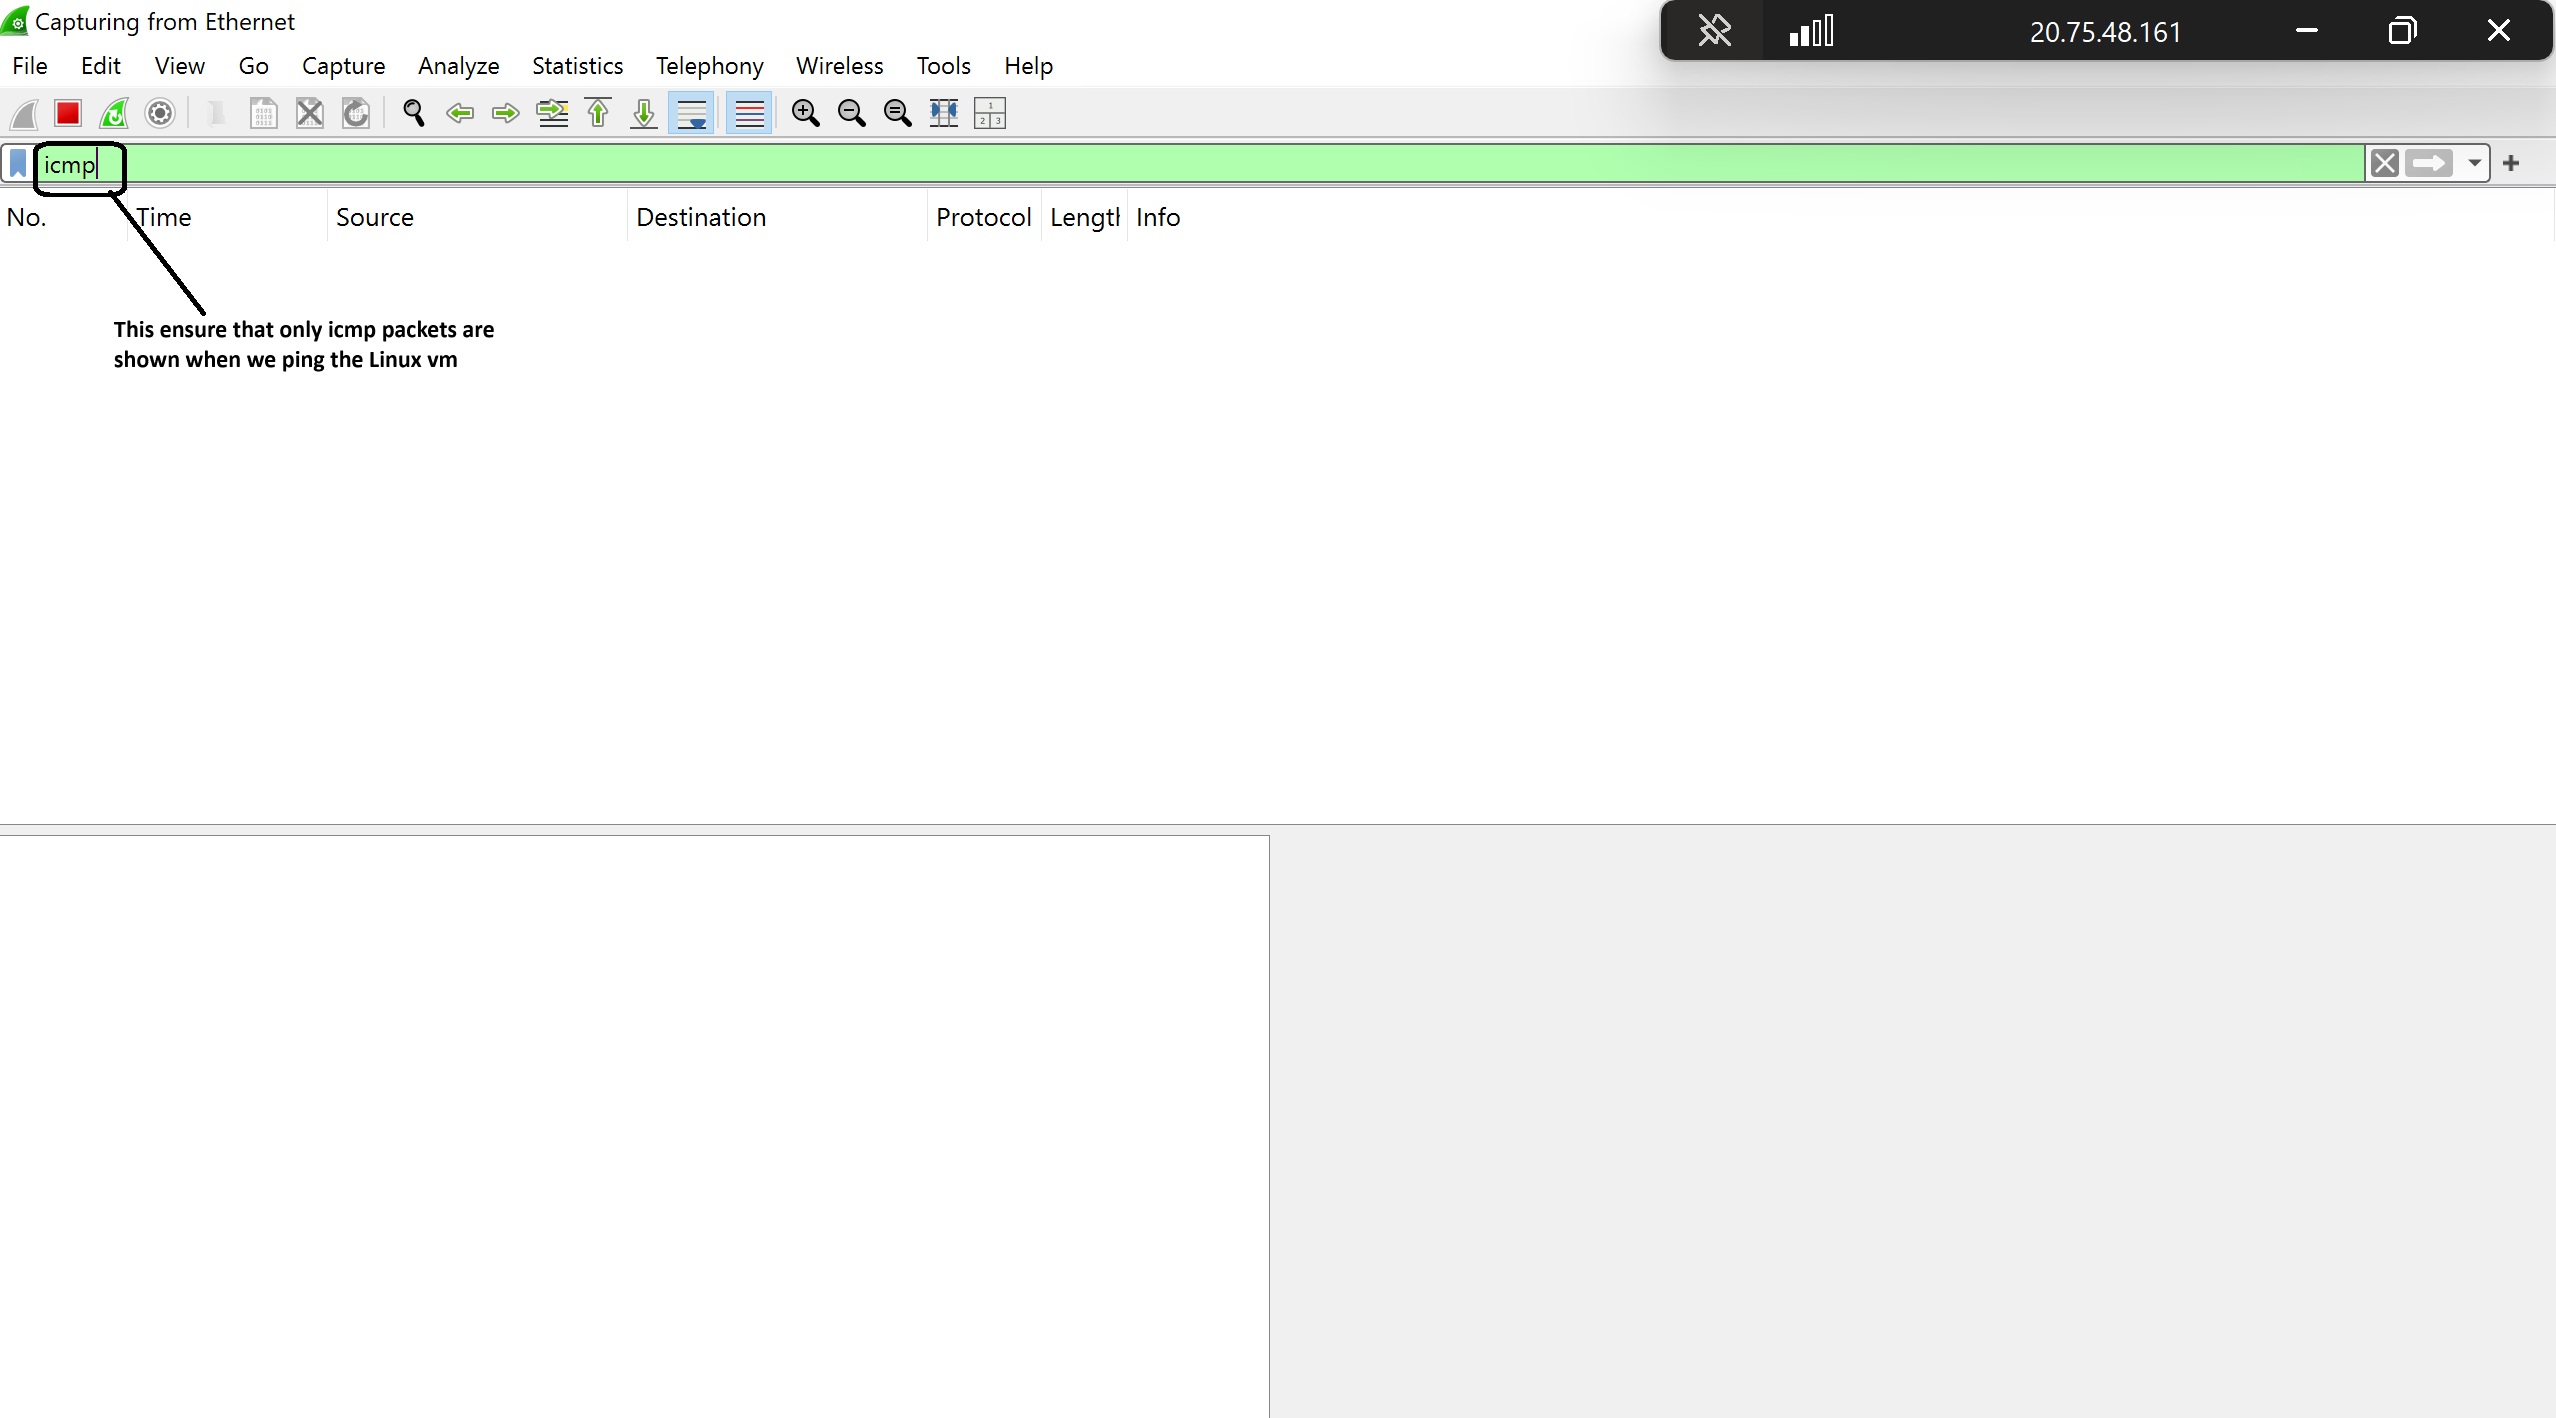 Capturing from Ethernet
20.75.48.161
File Edit View Go Capture Analyze Statistics Telephony Wireless Tools Help
icmp
No. Time Source Destination Protocol Length Info
This ensure that only icmp packets are
shown when we ping the Linux vm